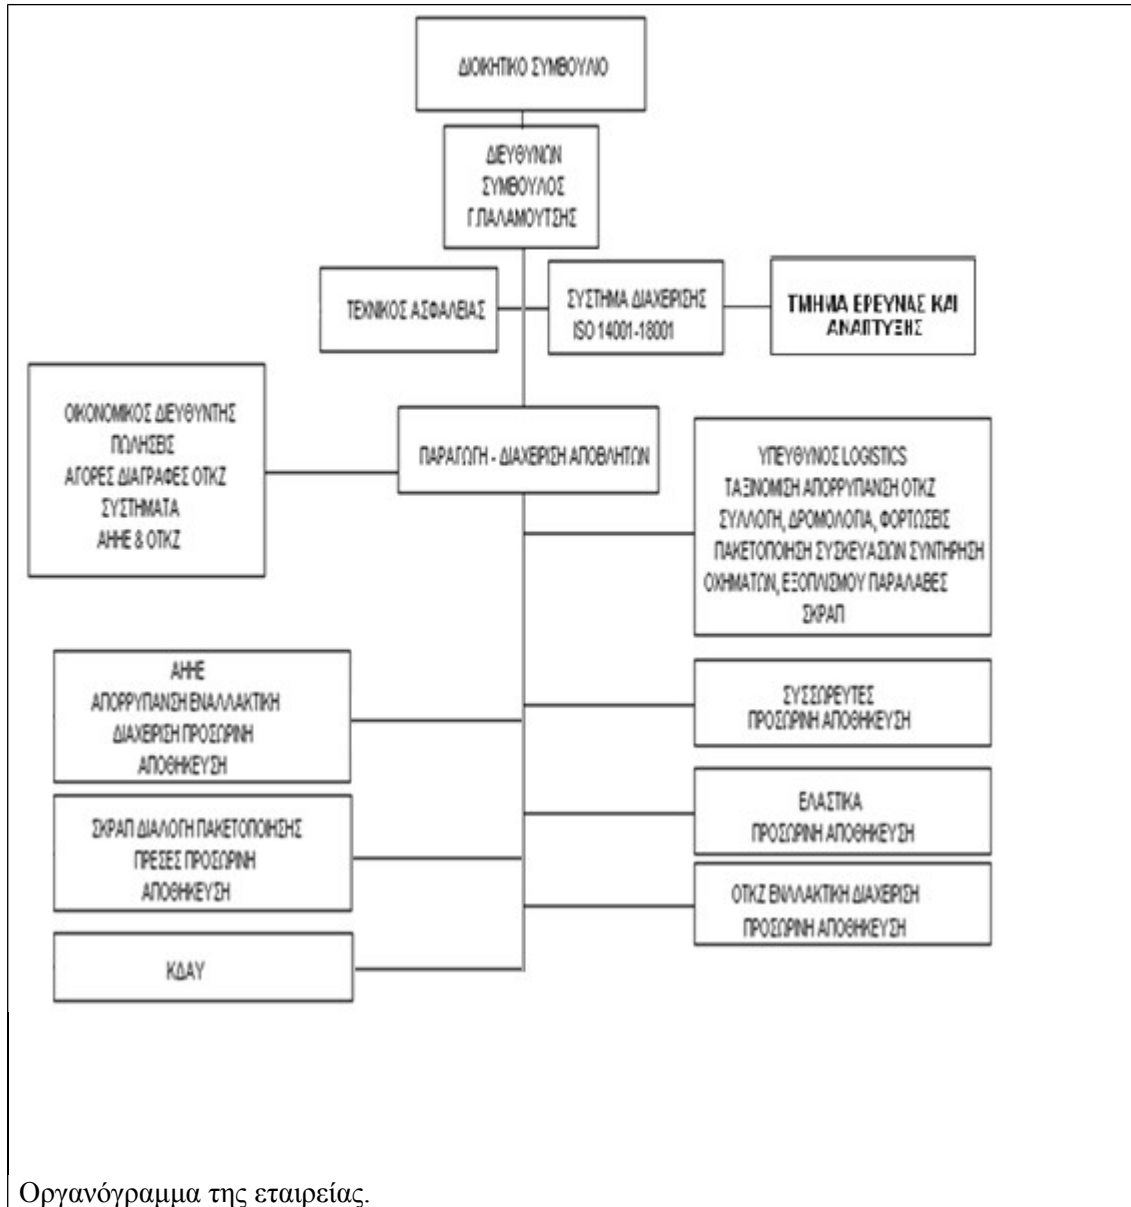 ΔΙΟΙΚΗΤΙΚΟ ΣΥΜΒΟΥΛΙΟ
ΔΙΕΥΘΥΝΩΝ
ΣΥΜΒΟΥΛΟΣ
Γ.ΠΑΛΑΜΟΥΤΣΗΣ
ΤΕΧΝΙΚΟΣ ΑΣΦΑΛΕΙΑΣ
ΣΥΣΤΗΜΑ ΔΙΑΧΕΙΡΙΣΗΣ
ISO 14001-18001
ΤΜΗΜΑ ΕΡΕΥΝΑΣ ΚΑΙ
ΑΝΑΠΤΥΞΗΣ
ΟΙΚΟΝΟΜΙΚΟΣ ΔΙΕΥΘΥΝΤΗΣ
ΠΩΛΗΣΕΙΣ
ΑΓΟΡΕΣ ΔΙΑΓΡΑΦΕΣ ΟΤΚΖ
ΣΥΣΤΗΜΑΤΑ
ΑΗΗΕ & ΟΤΚΖ
ΠΑΡΑΓΩΓΗ - ΔΙΑΧΕΙΡΙΣΗ ΑΠΟΒΛΗΤΩΝ
ΥΠΕΥΘΥΝΟΣ LOGISTICS
ΤΑΞΙΝΟΜΙΣΗ ΑΠΟΡΡΥΠΑΝΣΗ ΟΤΚΖ
ΣΥΛΛΟΓΗ, ΔΡΟΜΟΛΟΓΙΑ, ΦΟΡΤΩΣΕΙΣ
ΠΑΚΕΤΟΠΟΙΗΣΗ ΣΥΣΚΕΥΑΣΙΩΝ ΣΥΝΤΗΡΗΣΗ
ΟΧΗΜΑΤΩΝ, ΕΞΟΠΛΙΣΜΟΥ ΠΑΡΑΛΑΒΕΣ
ΣΚΡΑΠ
ΑΗΗΕ
ΑΠΟΡΡΥΠΑΝΣΗ ΕΝΑΛΛΑΚΤΙΚΗ
ΔΙΑΧΕΙΡΙΣΗ ΠΡΟΣΩΡΙΝΗ
ΑΠΟΘΗΚΕΥΣΗ
ΣΥΣΣΩΡΕΥΤΕΣ
ΠΡΟΣΩΡΙΝΗ ΑΠΟΘΗΚΕΥΣΗ
ΣΚΡΑΠ ΔΙΑΛΟΓΗ ΠΑΚΕΤΟΠΟΙΗΣΗΣ
ΠΡΕΣΕΣ ΠΡΟΣΩΡΙΝΗ
ΑΠΟΘΗΚΕΥΣΗ
ΕΛΑΣΤΙΚΑ
ΠΡΟΣΩΡΙΝΗ ΑΠΟΘΗΚΕΥΣΗ
ΟΤΚΖ ΕΝΛΛΑΚΤΙΚΗ ΔΙΑΧΕΙΡΙΣΗ
ΠΡΟΣΩΡΙΝΗ ΑΠΟΘΗΚΕΥΣΗ
ΚΔΑΥ
Οργανόγραμμα της εταιρείας.